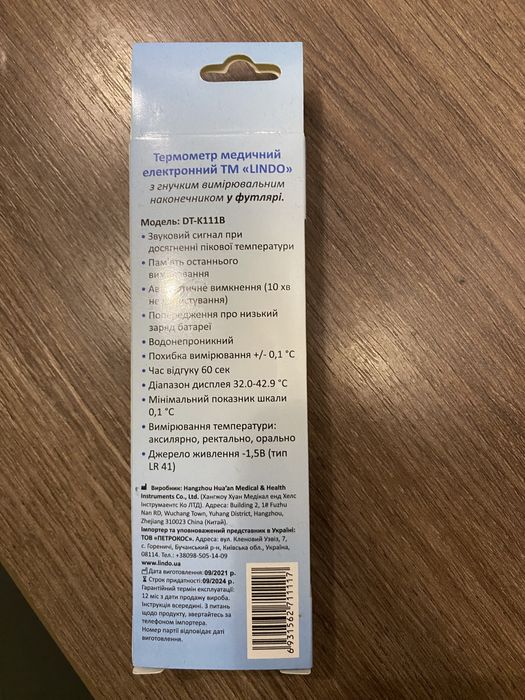 Термометр медичний
електронний ТМ «LINDO»
з гнучким вимірювальним
наконечником у футлярі.
Модель: DT-K111B
• Звуковий сигнал при
досягненні пікової температури
• Пам'ять останнього
вимірювання
• Автоматичне вимкнення (10 хв
не користування)
• Попередження про низький
заряд батареї
• Водонепроникний
• Похибка вимірювання +/- 0,1 °C
• Час відгуку 60 сек
• Діапазон дисплея 32.0-42.9 °C
• Мінімальний показник шкали
0,1 °C
• Вимірювання температури:
аксилярно, ректально, орально
• Джерело живлення -1,5В (тип
LR 41)
Виробник: Hangzhou Hua'an Medical & Health
Instruments Co., Ltd. (Хангжоу Хуан Медікал енд Хелс
Інструментс Ко ЛТД). Адреса: Building 2, 1# Fuzhu
Nan RD, Wuchang Town, Yuhang District, Hangzhou,
Zhejiang 310023 China (Китай).
Імпортер та уповноважений представник в Україні:
ТОВ «ПЕТРОКОС». Адреса: вул. Кленовий Узвіз, 7,
с. Гореничі, Бучанський р-н, Київська обл., Україна,
08114. Тел.: +38098-505-14-09
www.lindo.ua
Дата виготовлення: 09/2021 р.
Строк придатності: 09/2024 р.
Гарантійний термін експлуатації:
12 міс з дати продажу вироба.
Інструкція всередині. З питань
щодо продукту, звертайтесь за
телефоном імпортера.
Номер партії відповідає даті
виготовлення.
6 931562 711117